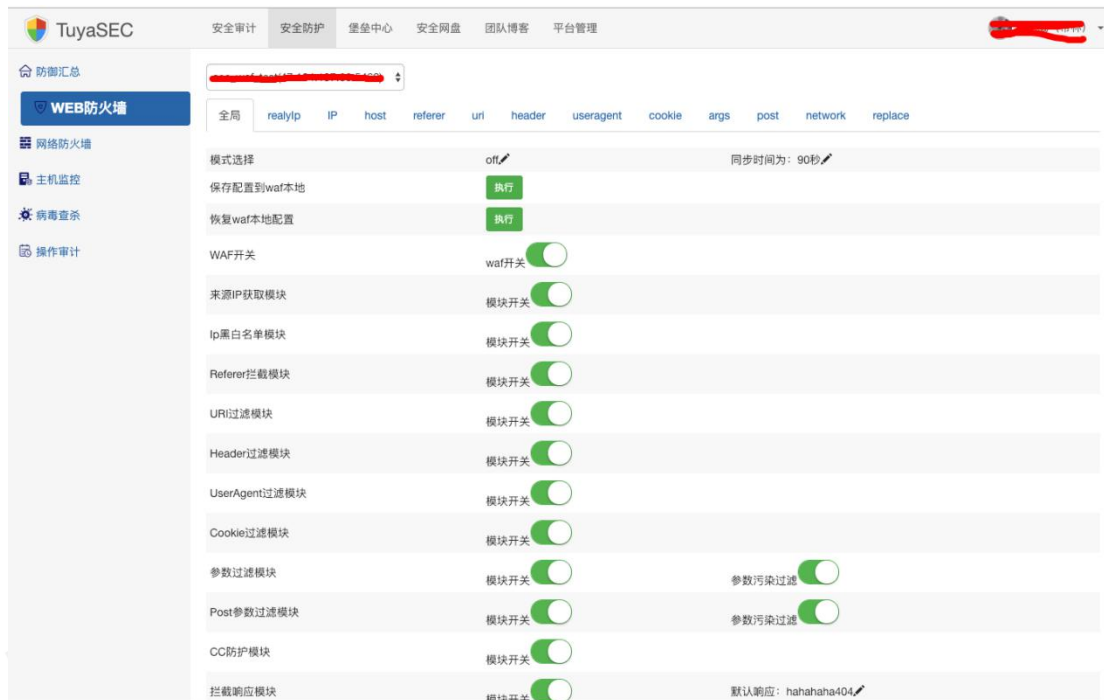 TuyaSEC
安全审计 安全防护 堡垒中心 安全网盘 团队博客 平台管理
防御汇总
WEB防火墙
网络防火墙
主机监控
病毒查杀
操作审计
全局 realyIp IP host referer uri header useragent cookie args post network replace
模式选择 off 同步时间为：90秒
保存配置到waf本地 执行
恢复waf本地配置 执行
WAF开关 waf开关
来源IP获取模块 模块开关
Ip黑白名单模块 模块开关
Referer拦截模块 模块开关
URI过滤模块 模块开关
Header过滤模块 模块开关
UserAgent过滤模块 模块开关
Cookie过滤模块 模块开关
参数过滤模块 模块开关 参数污染过滤
Post参数过滤模块 模块开关 参数污染过滤
CC防护模块 模块开关
拦截响应模块 模块开关 默认响应：hahahaha404